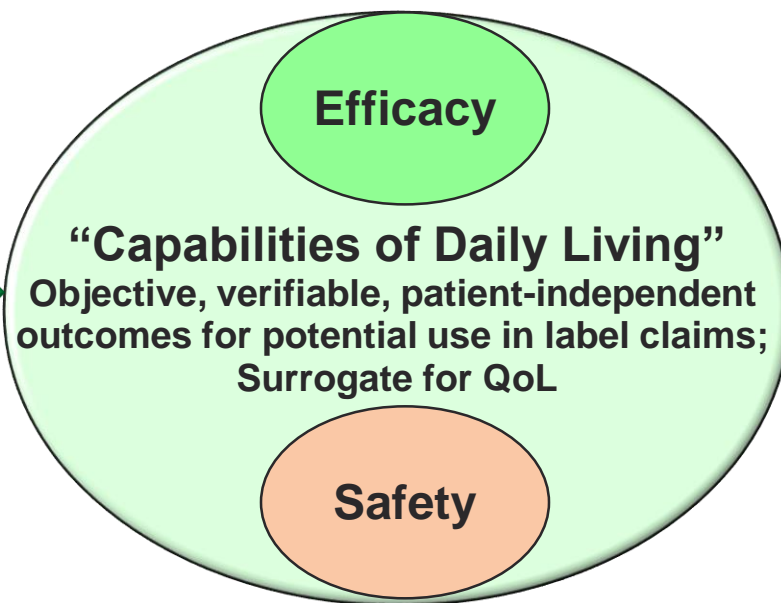 Efficacy
“Capabilities of Daily Living”
Objective, verifiable, patient-independent
outcomes for potential use in label claims;
Surrogate for QoL
Safety